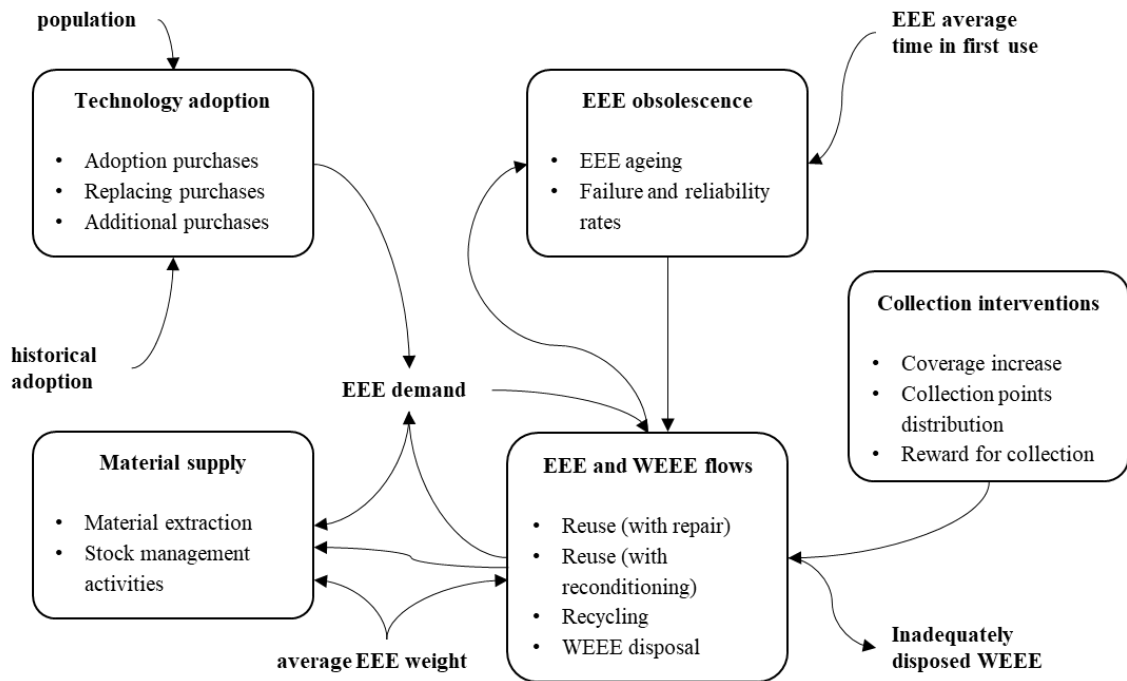 population
Technology adoption
• Adoption purchases
• Replacing purchases
• Additional purchases
historical
adoption
EEE average
time in first use
EEE obsolescence
• EEE ageing
• Failure and reliability
rates
Collection interventions
• Coverage increase
• Collection points
distribution
• Reward for collection
EEE demand
Material supply
• Material extraction
• Stock management
activities
EEE and WEEE flows
• Reuse (with repair)
• Reuse (with
reconditioning)
• Recycling
• WEEE disposal
average EEE weight
Inadequately
disposed WEEE